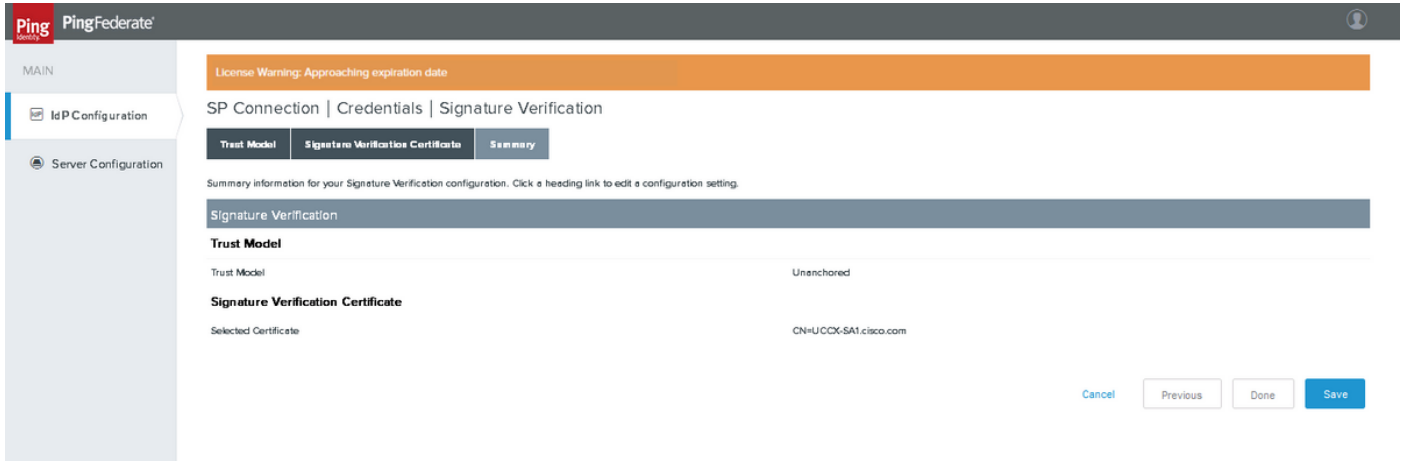 Ping
Identity
PingFederate®
MAIN
IdP Configuration
Server Configuration
License Warning: Approaching expiration date
SP Connection | Credentials | Signature Verification
Trust Model
Signature Verification Certificate
Summary
Summary information for your Signature Verification configuration. Click a heading link to edit a configuration setting.
Signature Verification
Trust Model
Trust Model Unanchored
Signature Verification Certificate
Selected Certificate CN=UCCX-SA1.cisco.com
Cancel Previous Done Save